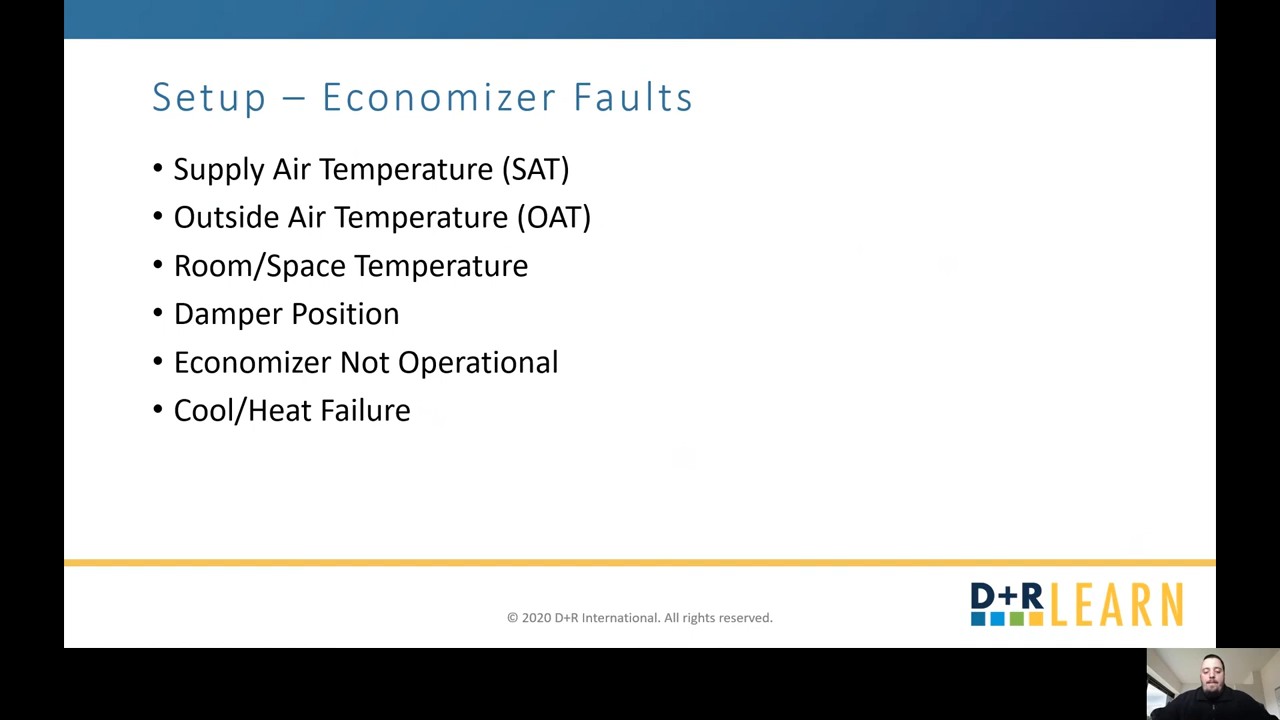 Setup – Economizer Faults
• Supply Air Temperature (SAT)
• Outside Air Temperature (OAT)
• Room/Space Temperature
• Damper Position
• Economizer Not Operational
• Cool/Heat Failure
© 2020 D+R International. All rights reserved.
D+R LEARN